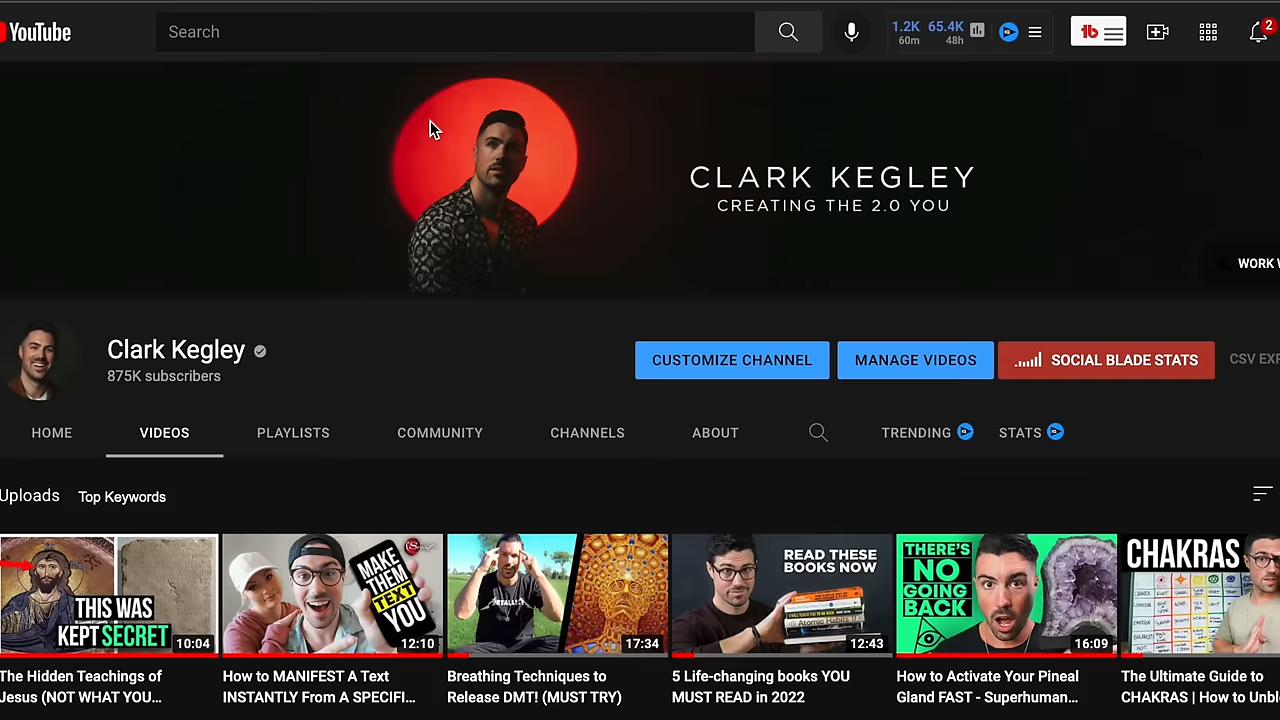 YouTube
Search
1.2K 65.4K
60m 48h
2
CLARK KEGLEY
CREATING THE 2.0 YOU
WORK
Clark Kegley
875K subscribers
CUSTOMIZE CHANNEL
MANAGE VIDEOS
SOCIAL BLADE STATS
CSV
HOME
VIDEOS
PLAYLISTS
COMMUNITY
CHANNELS
ABOUT
TRENDING
STATS
Uploads
Top Keywords
THIS WAS
KEPT SECRET
10:04
MAKE
THEM
TEXT
YOU
12:10
METALLICA
17:34
READ THESE
BOOKS NOW
Atomic Habits
12:43
THERE'S
NO
GOING
BACK
16:09
CHAKRAS
The Hidden Teachings of
Jesus (NOT WHAT YOU...
How to MANIFEST A Text
INSTANTLY From A SPECIFI...
Breathing Techniques to
Release DMT! (MUST TRY)
5 Life-changing books YOU
MUST READ in 2022
How to Activate Your Pineal
Gland FAST - Superhuman...
The Ultimate Guide to
CHAKRAS | How to Unbl